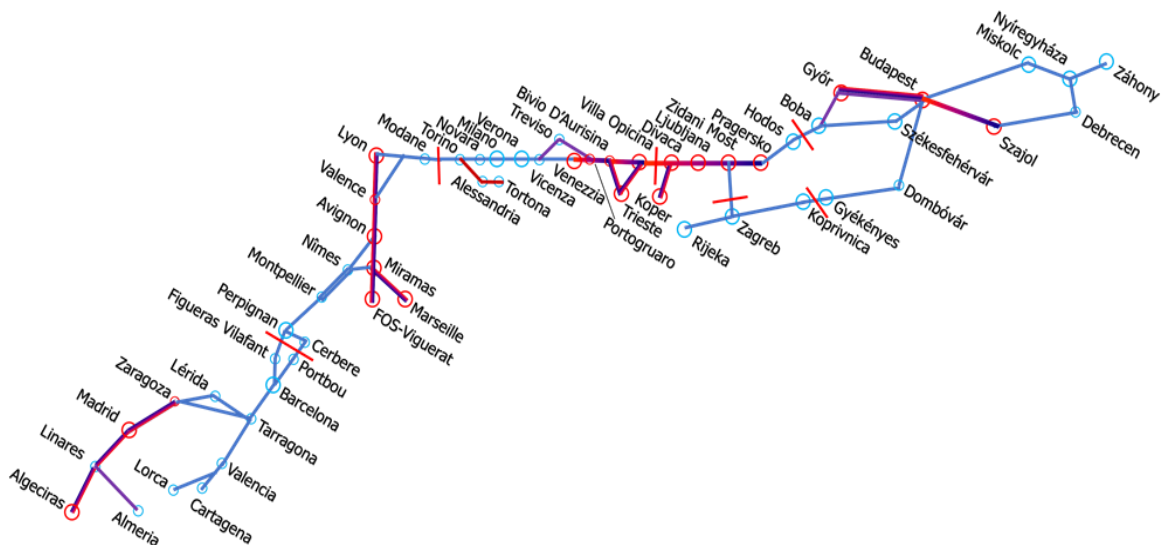 Nyíregyháza
Miskolc
Záhony
Budapest
Győr
Debrecen
Szajol
Boba
Hodos
Székesfehérvár
Pragersko
Zidani Most
Ljubljana
Divača
Villa Opicina
Bivio D'Aurisina
Treviso
Verona
Milano
Novara
Torino
Modane
Lyon
Vicenza
Venezzia
Portogruaro
Trieste
Koper
Alessandria
Tortona
Dombóvár
Gyékényes
Koprivnica
Zagreb
Rijeka
Valence
Avignon
Nimes
Miramas
Montpellier
Marseille
FOS-Viguerat
Perpignan
Cerbere
Figueras Vilafant
Portbou
Barcelona
Lérida
Zaragoza
Tarragona
Madrid
Linares
Valencia
Lorca
Cartagena
Algeciras
Almeria